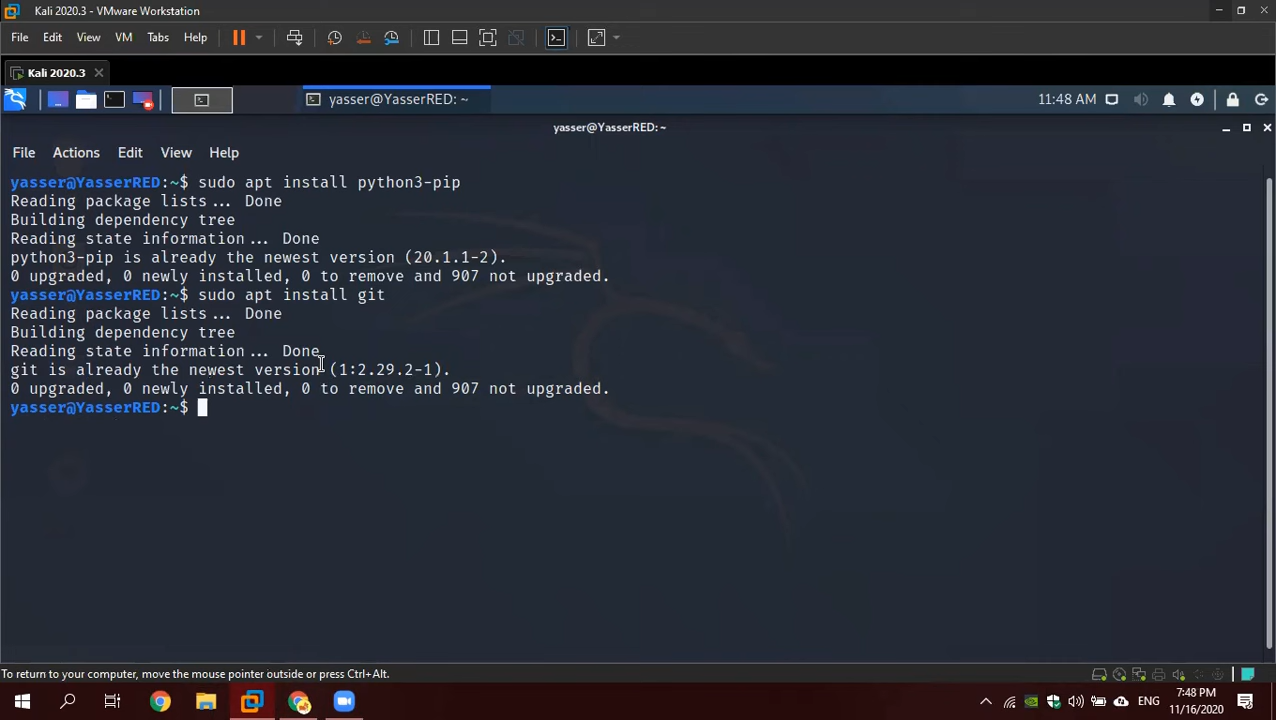 Kali 2020.3 - VMware Workstation
File Edit View VM Tabs Help
Kali 2020.3
yasser@YasserRED: ~
11:48 AM
yasser@YasserRED: ~
File Actions Edit View Help
yasser@YasserRED:~$ sudo apt install python3-pip
Reading package lists... Done
Building dependency tree
Reading state information... Done
python3-pip is already the newest version (20.1.1-2).
0 upgraded, 0 newly installed, 0 to remove and 907 not upgraded.
yasser@YasserRED:~$ sudo apt install git
Reading package lists... Done
Building dependency tree
Reading state information... Done
git is already the newest version (1:2.29.2-1).
0 upgraded, 0 newly installed, 0 to remove and 907 not upgraded.
yasser@YasserRED:~$
To return to your computer, move the mouse pointer outside or press Ctrl+Alt.
ENG
7:48 PM
11/16/2020